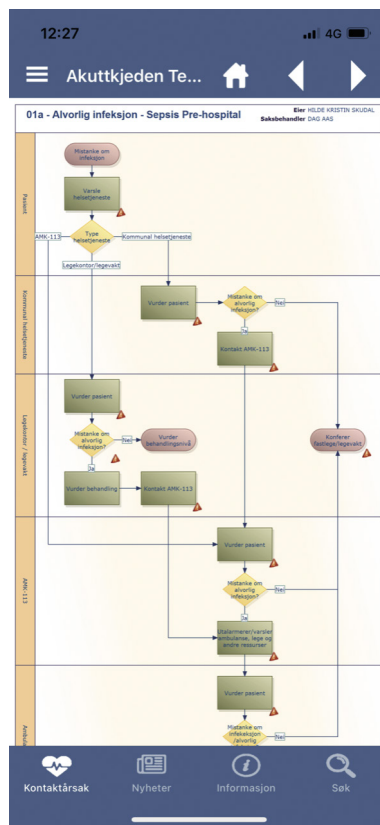 12:27
4G
Akuttkjeden Te...
01a - Alvorlig infeksjon - Sepsis Pre-hospital
Eier HILDE KRISTIN SKUDAL
Saksbehandler DAG AAS
Pasient
Mistanke om
infeksjon
Varsle
helsetjeneste
Type
helsetjeneste
AMK-113
Kommunal helsetjeneste
Legekontor/legevakt
Kommunal helsetjeneste
Vurder pasient
Mistanke om
alvorlig
infeksjon?
Nei
Ja
Kontakt AMK-113
Legekontor / legevakt
Vurder pasient
Mistanke om
alvorlig
infeksjon?
Nei
Vurder
behandlingsnivå
Konferer
fastlege/legevakt
Ja
Vurder behandling
Kontakt AMK-113
AMK-113
Vurder pasient
Mistanke om
alvorlig
infeksjon?
Nei
Ja
Utalarmerer/varsler
ambulanse, lege og
andre ressurser
Vurder pasient
Mistanke om
infeksjon
/alvorlig
Nei
Kontaktårsak
Nyheter
Informasjon
Søk